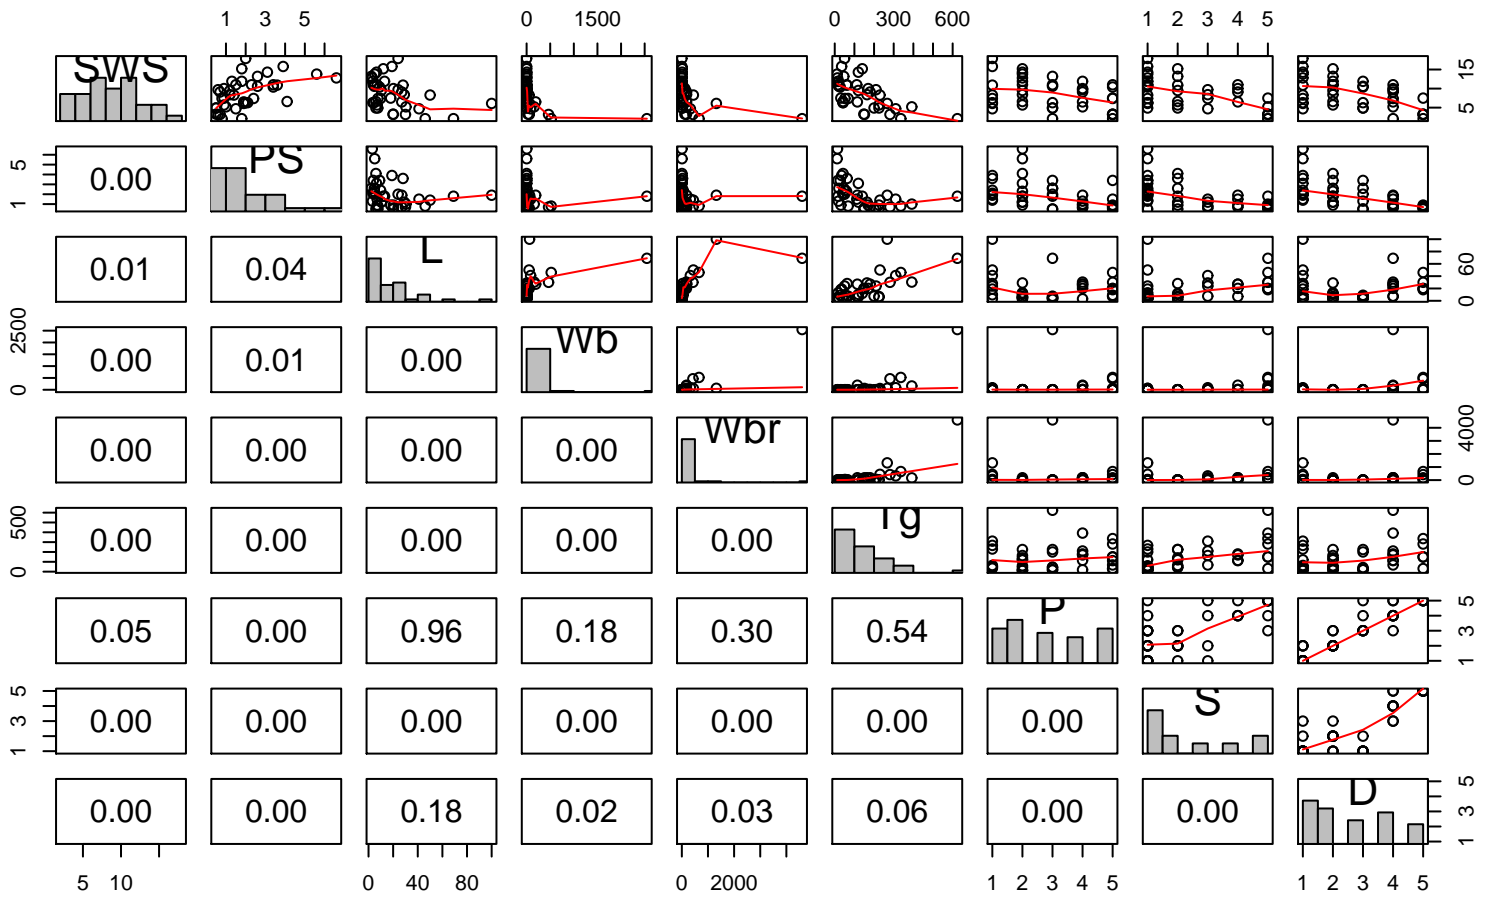 1 3 5 0 1500 0 300 600 1 2 3 4 5
SWS 5 15
1 5 0.00 PS
0.01 0.04 L 0 60
0 2500 0.00 0.01 0.00 Wb
0.00 0.00 0.00 0.00 Wbr 0 4000
0 500 0.00 0.00 0.00 0.00 0.00 Tg
0.05 0.00 0.96 0.18 0.30 0.54 P 1 3 5
1 3 5 0.00 0.00 0.00 0.00 0.00 0.00 0.00 S
0.00 0.00 0.18 0.02 0.03 0.06 0.00 0.00 D 1 3 5
5 10 0 40 80 0 2000 1 2 3 4 5 1 2 3 4 5